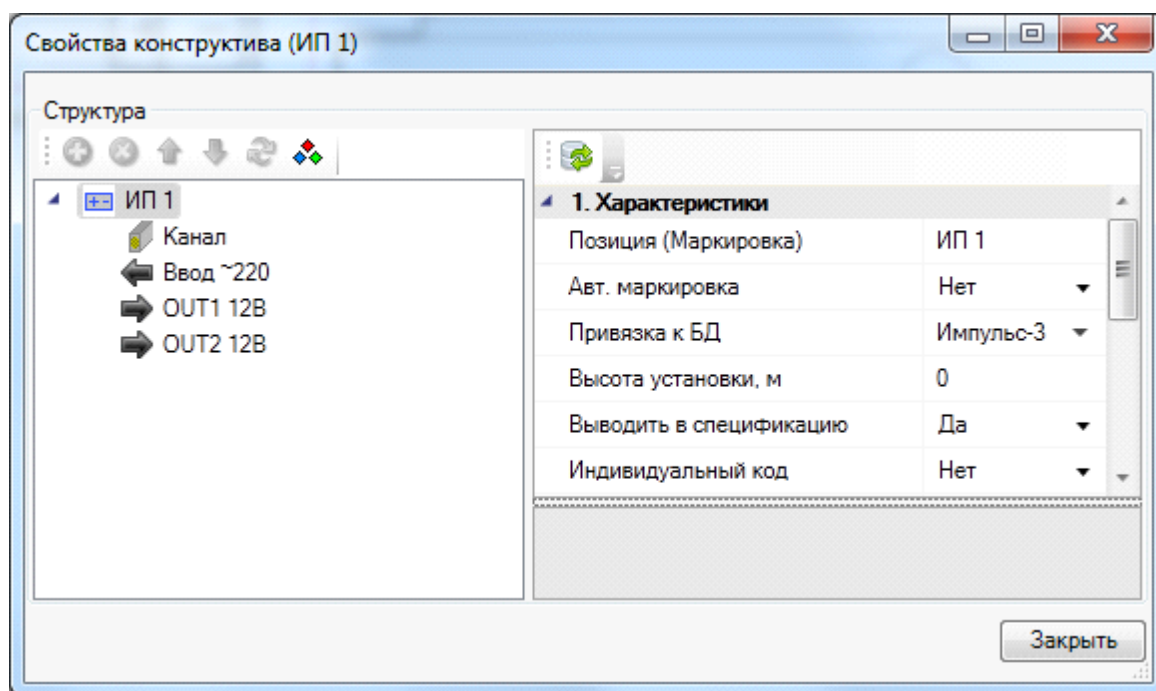 Свойства конструктива (ИП 1)
Структура
ИП 1
Канал
Ввод ~220
OUT1 12В
OUT2 12В
1. Характеристики
Позиция (Маркировка) ИП 1
Авт. маркировка Нет
Привязка к БД Импульс-3
Высота установки, м 0
Выводить в спецификацию Да
Индивидуальный код Нет
Закрыть